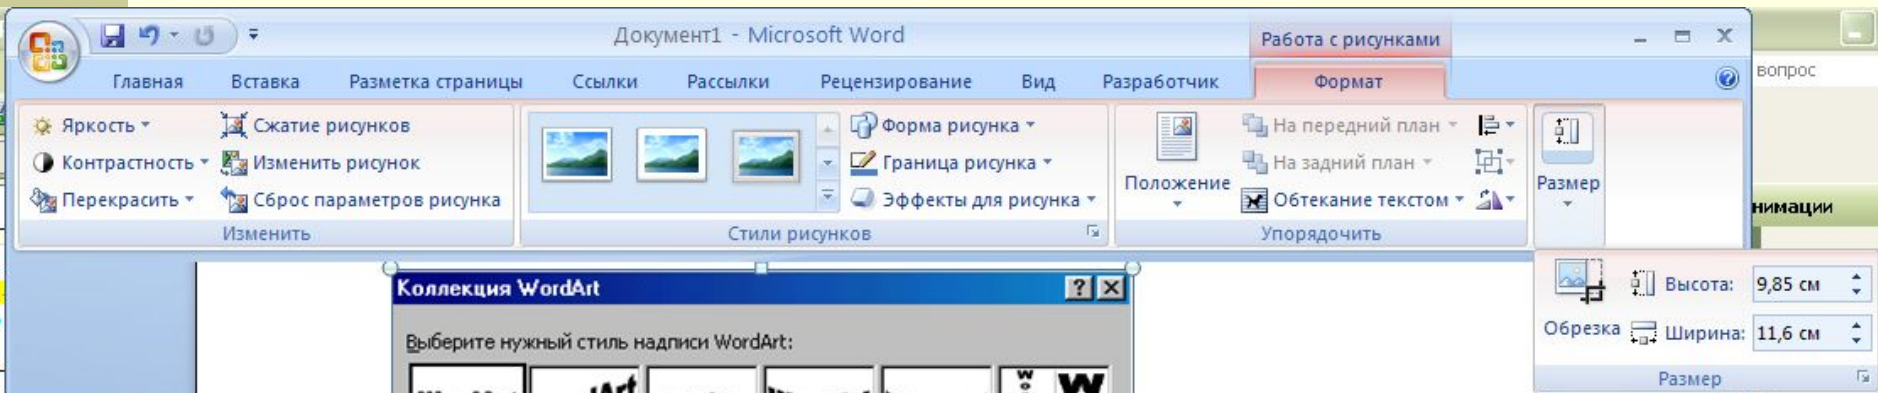 Документ1 - Microsoft Word
Работа с рисунками
Главная Вставка Разметка страницы Ссылки Рассылки Рецензирование Вид Разработчик Формат
вопрос
Яркость Сжатие рисунков Форма рисунка На передний план
Контрастность Изменить рисунок Граница рисунка На задний план
Перекрасить Сброс параметров рисунка Эффекты для рисунка Положение Обтекание текстом Размер
нимации
Изменить Стили рисунков Упорядочить
Коллекция WordArt
Высота: 9,85 см
Обрезка Ширина: 11,6 см
Выберите нужный стиль надписи WordArt:
Размер